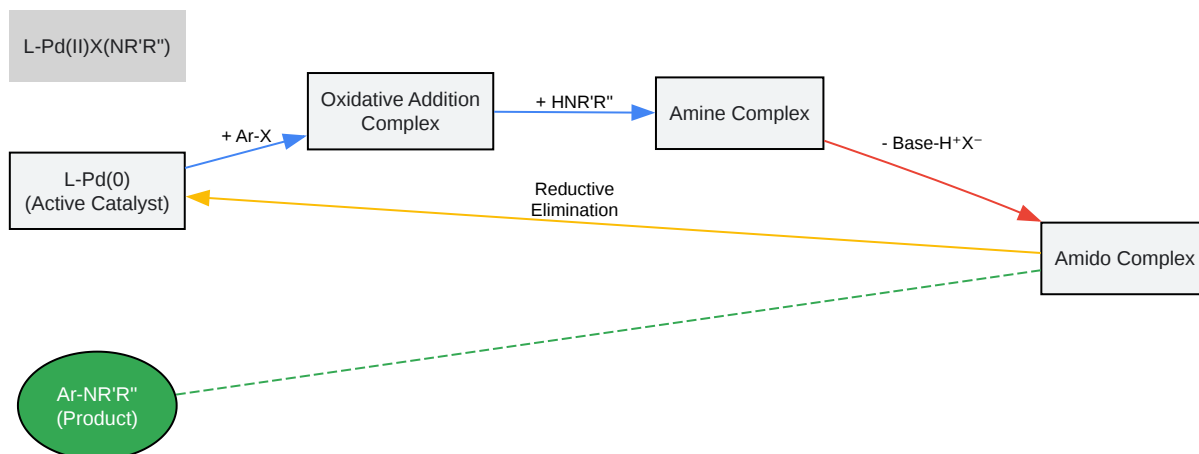 L-Pd(II)X(NR'R")
Oxidative Addition
Complex
+ HNR'R"
Amine Complex
+ Ar-X
- Base-H⁺X⁻
L-Pd(0)
(Active Catalyst)
Reductive
Elimination
Amido Complex
Ar-NR'R"
(Product)